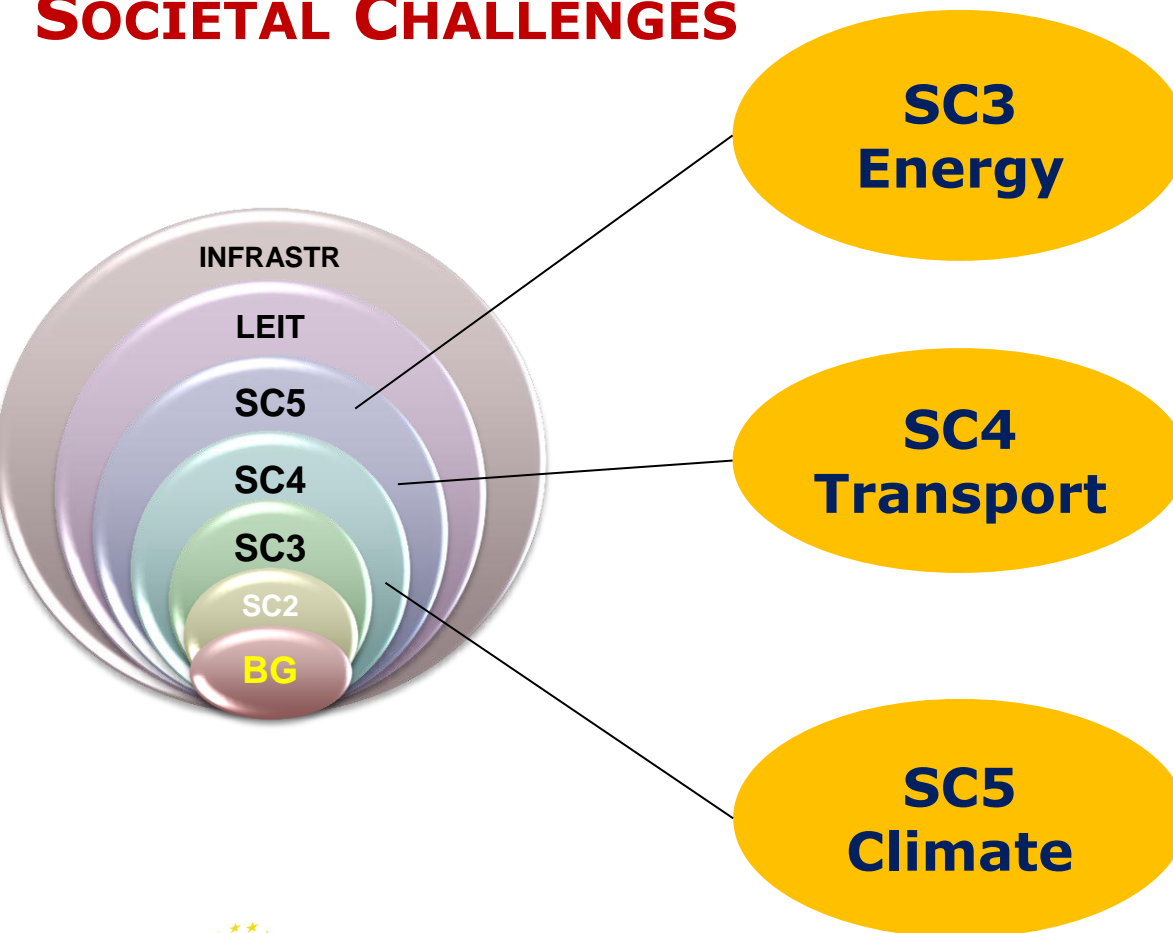 SOCIETAL CHALLENGES
SC3
Energy
INFRASTR
LEIT
SC5
SC4
SC3
SC2
BG
SC4
Transport
SC5
Climate